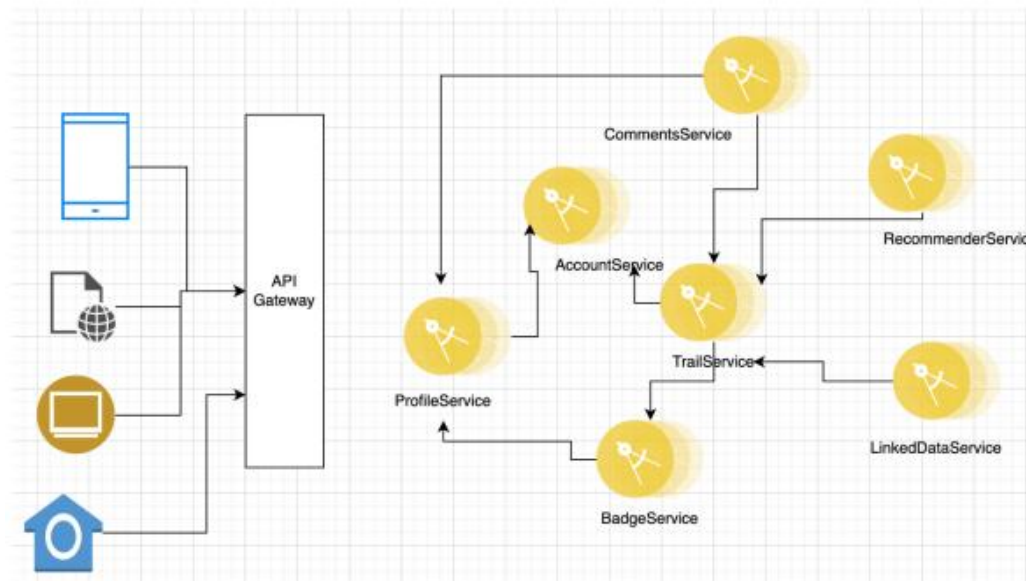 CommentsService
RecommenderServic
AccountService
API
Gateway
TrailService
ProfileService
LinkedDataService
BadgeService